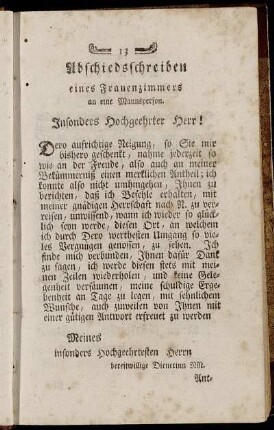 13
Abschiedsschreiben
eines Frauenzimmers
an eine Mannsperson.
Insonders Hochgeehrter Herr!
Dero aufrichtige Neigung, so Sie mir
bishero geschenkt, nahme jederzeit so
wie an der Freude, also auch an meiner
Bekümmerniß einen merklichen Antheil; ich
konnte also nicht umhingehen, Ihnen zu
berichten, daß ich Befehle erhalten, mit
meiner gnädigen Herrschaft nach N. zu ver-
reisen, unwissend, wann ich wieder so glück-
lich seyn werde, diesen Ort, an welchem
ich durch Dero werthesten Umgang so vie-
les Vergnügen genossen, zu sehen. Ich
finde mich verbunden, Ihnen dafür Dank
zu sagen, ich werde diesen stets mit mei-
nen Zeilen wiederholen, und keine Gele-
genheit versäumen, meine schuldige Erge-
benheit an Tage zu legen, mit sehnlichem
Wunsche, auch zuweilen von Ihnen mit
einer gütigen Antwort erfreuet zu werden
Meines
insonders Hochgeehrtesten Herrn
bereitwillige Dienerinn NN.
Ant-